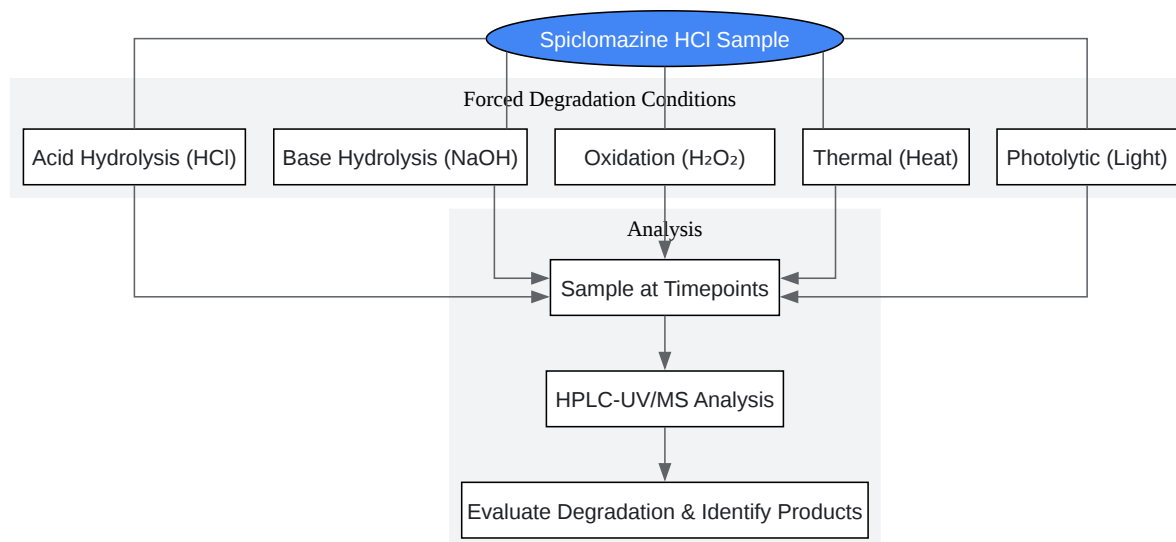 Spiclomazine HCl Sample
Forced Degradation Conditions
Acid Hydrolysis (HCl)
Base Hydrolysis (NaOH)
Oxidation (H₂O₂)
Thermal (Heat)
Photolytic (Light)
Analysis
Sample at Timepoints
HPLC-UV/MS Analysis
Evaluate Degradation & Identify Products